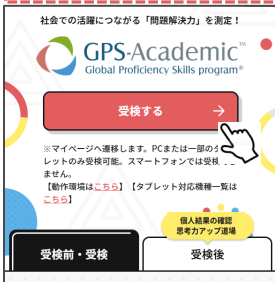 社会での活躍につながる「問題解決力」を測定！
GPS-Academic™
Global Proficiency Skills program®
受検する
※マイページへ遷移します。PCまたは一部のタ
レットのみ受検可能。スマートフォンでは受検
ません。
【動作環境はこちら】【タブレット対応機種一覧は
こちら】
個人結果の確認
思考力アップ道場
受検前・受検
受検後